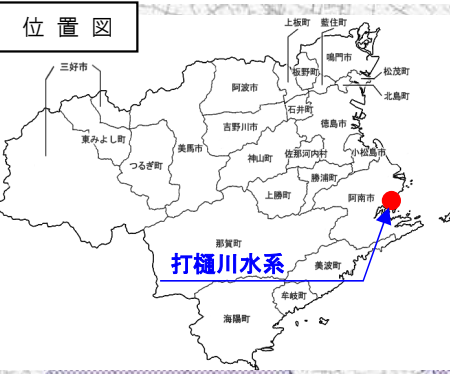 位置図
上板町 藍住町
鳴門市
三好市
板野町
松茂町
阿波市
北島町
石井町
吉野川市
徳島市
東みよし町
美馬市
神山町
佐那河内村
小松島市
つるぎ町
勝浦町
上勝町
阿南市
那賀町
打樋川水系
美波町
牟岐町
海陽町